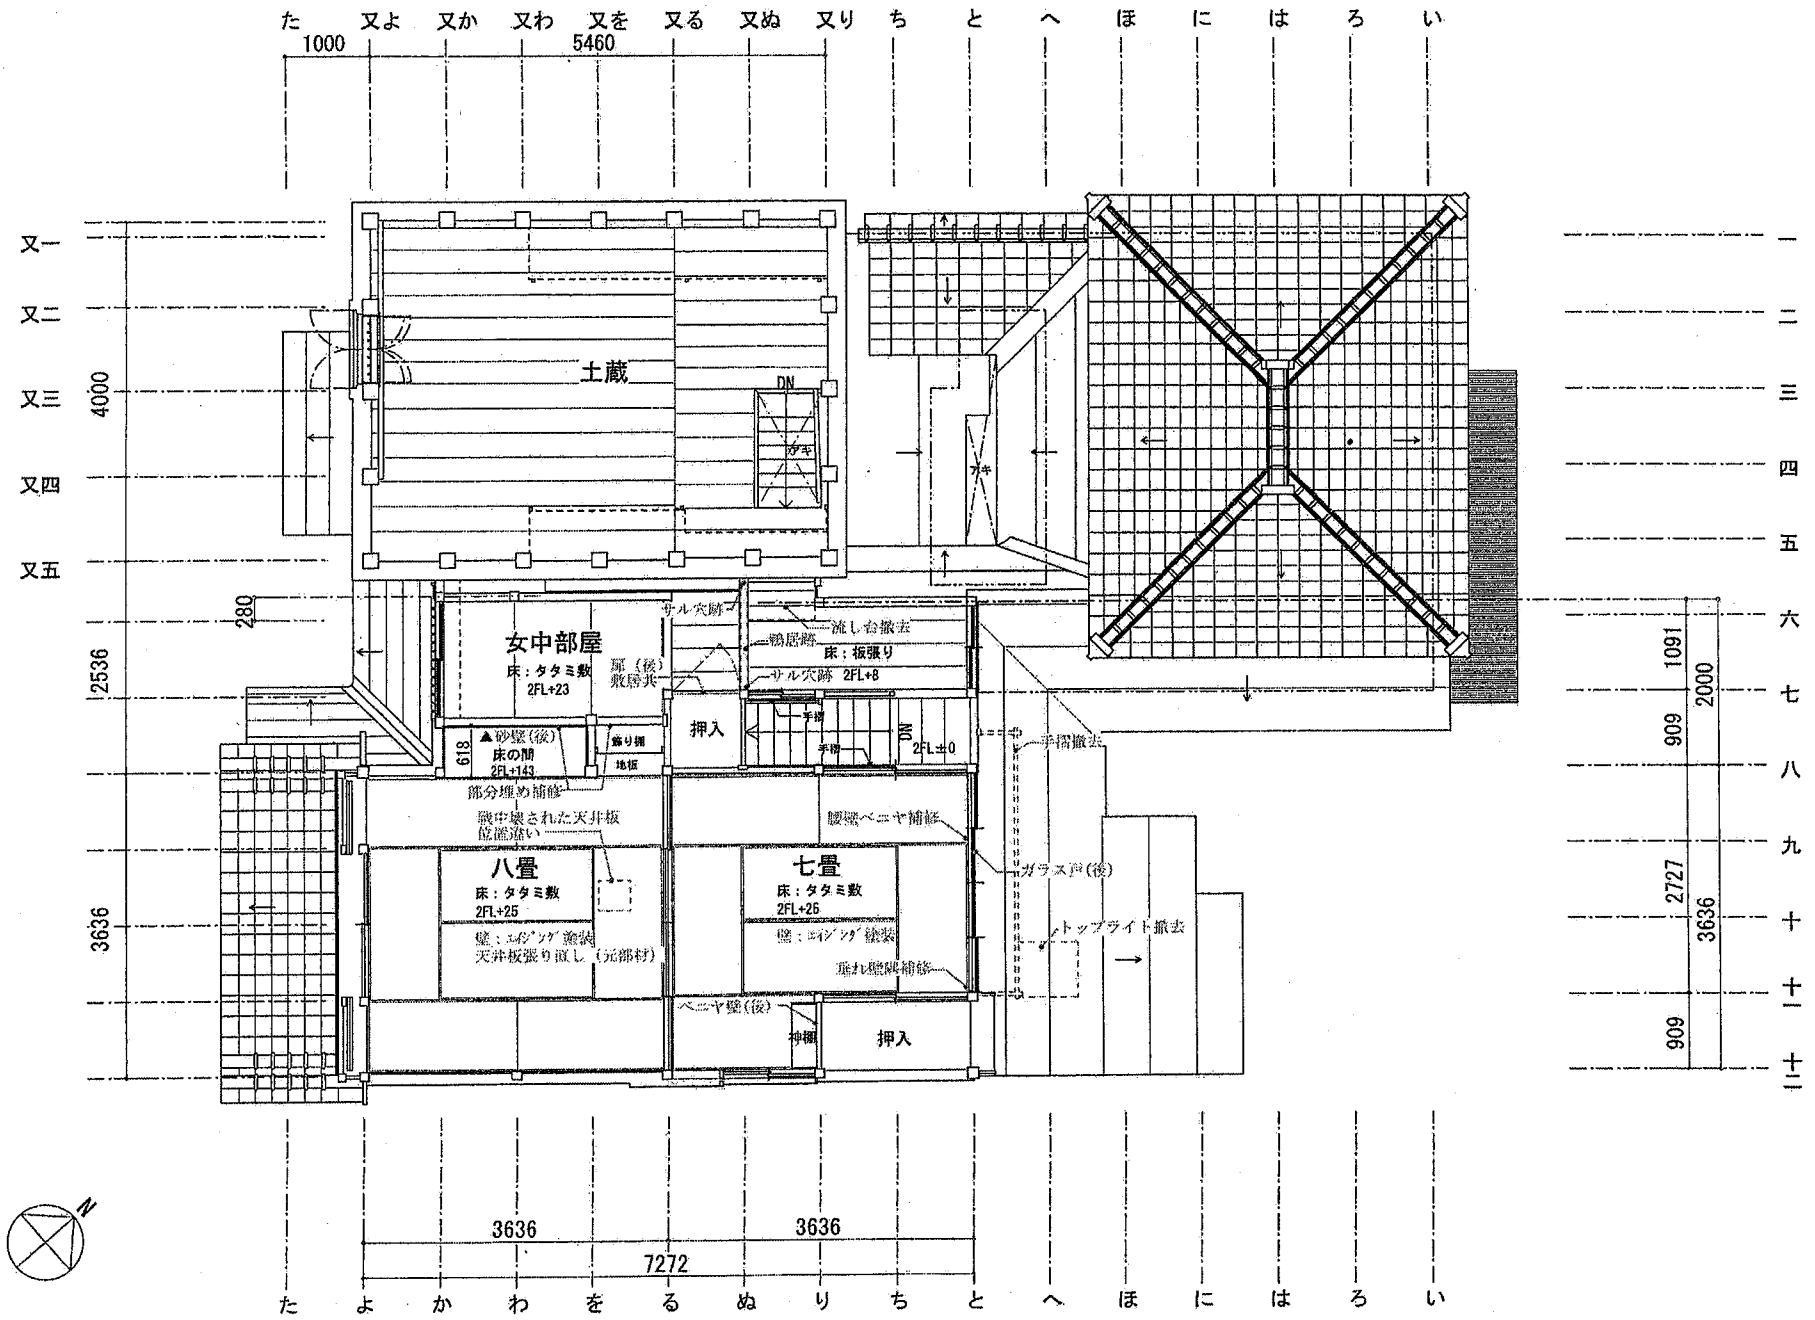 た 又よ 又か 又わ 又を 又る 又ぬ 又り ち と へ ほ に は ろ い
1000 5460
又一
又二
又三
又四
又五
4000
280
2536
3636
一
二
三
四
五
六
七
八
九
十
十一
十二
1091
2000
909
2727
3636
909
土蔵
DN
アキ
アキ
サル穴跡
流し台撤去
鴨居跡
床：板張り
サル穴跡 2FL+8
女中部屋
床：タタミ敷
2FL+23
扉（後）
敷居共
押入
手摺
手摺
DN
2FL±0
手摺撤去
618
▲砂壁(後)
床の間
2FL+143
飾り棚
地板
部分埋め補修
戦中壊された天井板
位置違い
八畳
床：タタミ敷
2FL+25
壁：エイジング塗装
天井板張り直し（元部材）
腰壁ベニヤ補修
七畳
床：タタミ敷
2FL+26
壁：エイジング塗装
ガラス戸(後)
トップライト撤去
垂れ壁隅補修
ベニヤ壁(後)
神棚
押入
N
3636 3636
7272
た よ か わ を る ぬ り ち と へ ほ に は ろ い